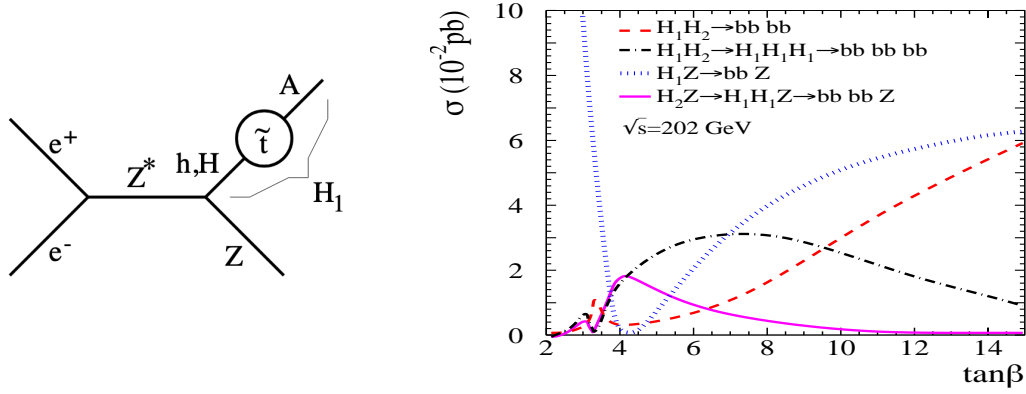 e⁺
e⁻
Z*
h,H
t̃
A
H₁
Z
σ (10⁻²pb)
10
8
6
4
2
0
H₁H₂→bb bb
H₁H₂→H₁H₁H₁→bb bb bb
H₁Z→bb Z
H₂Z→H₁H₁Z→bb bb Z
√s=202 GeV
2 4 6 8 10 12 14
tanβ